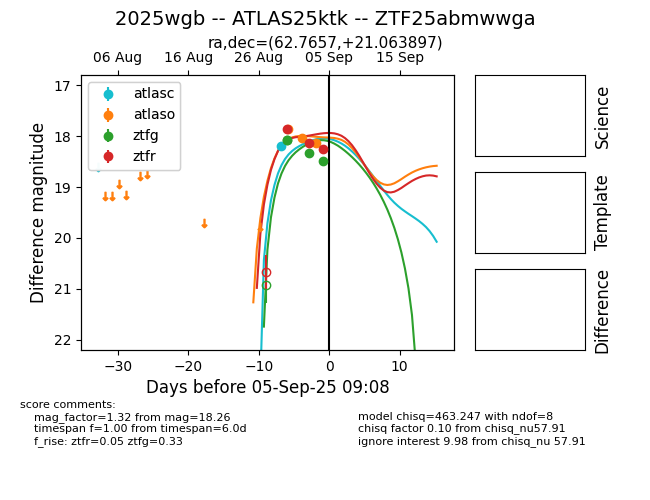 2025wgb -- ATLAS25ktk -- ZTF25abmwwga
ra,dec=(62.7657,+21.063897)
06 Aug 16 Aug 26 Aug 05 Sep 15 Sep
atlasc
atlaso
ztfg
ztfr
17
18
19
20
21
22
Difference magnitude
−30 −20 −10 0 10
Days before 05-Sep-25 09:08
Science
Template
Difference
score comments:
mag_factor=1.32 from mag=18.26
timespan f=1.00 from timespan=6.0d
f_rise: ztfr=0.05 ztfg=0.33
model chisq=463.247 with ndof=8
chisq factor 0.10 from chisq_nu57.91
ignore interest 9.98 from chisq_nu 57.91